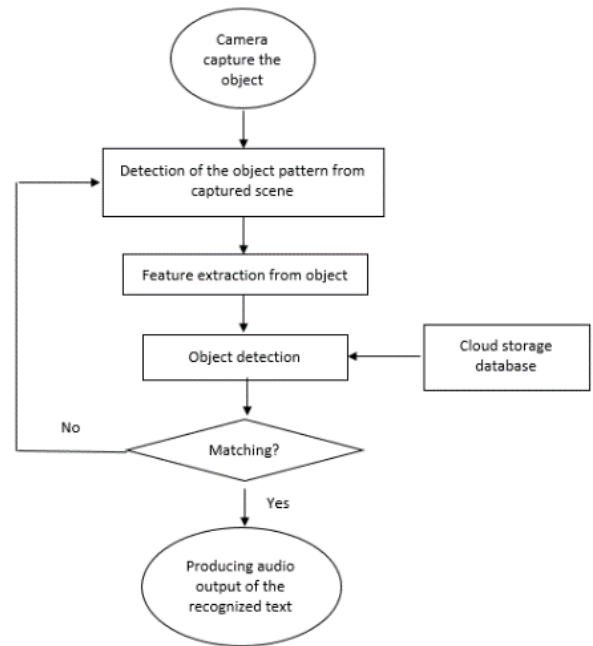 Camera
capture the
object
Detection of the object pattern from
captured scene
Feature extraction from object
Object detection
Cloud storage
database
No
Matching?
Yes
Producing audio
output of the
recognized text